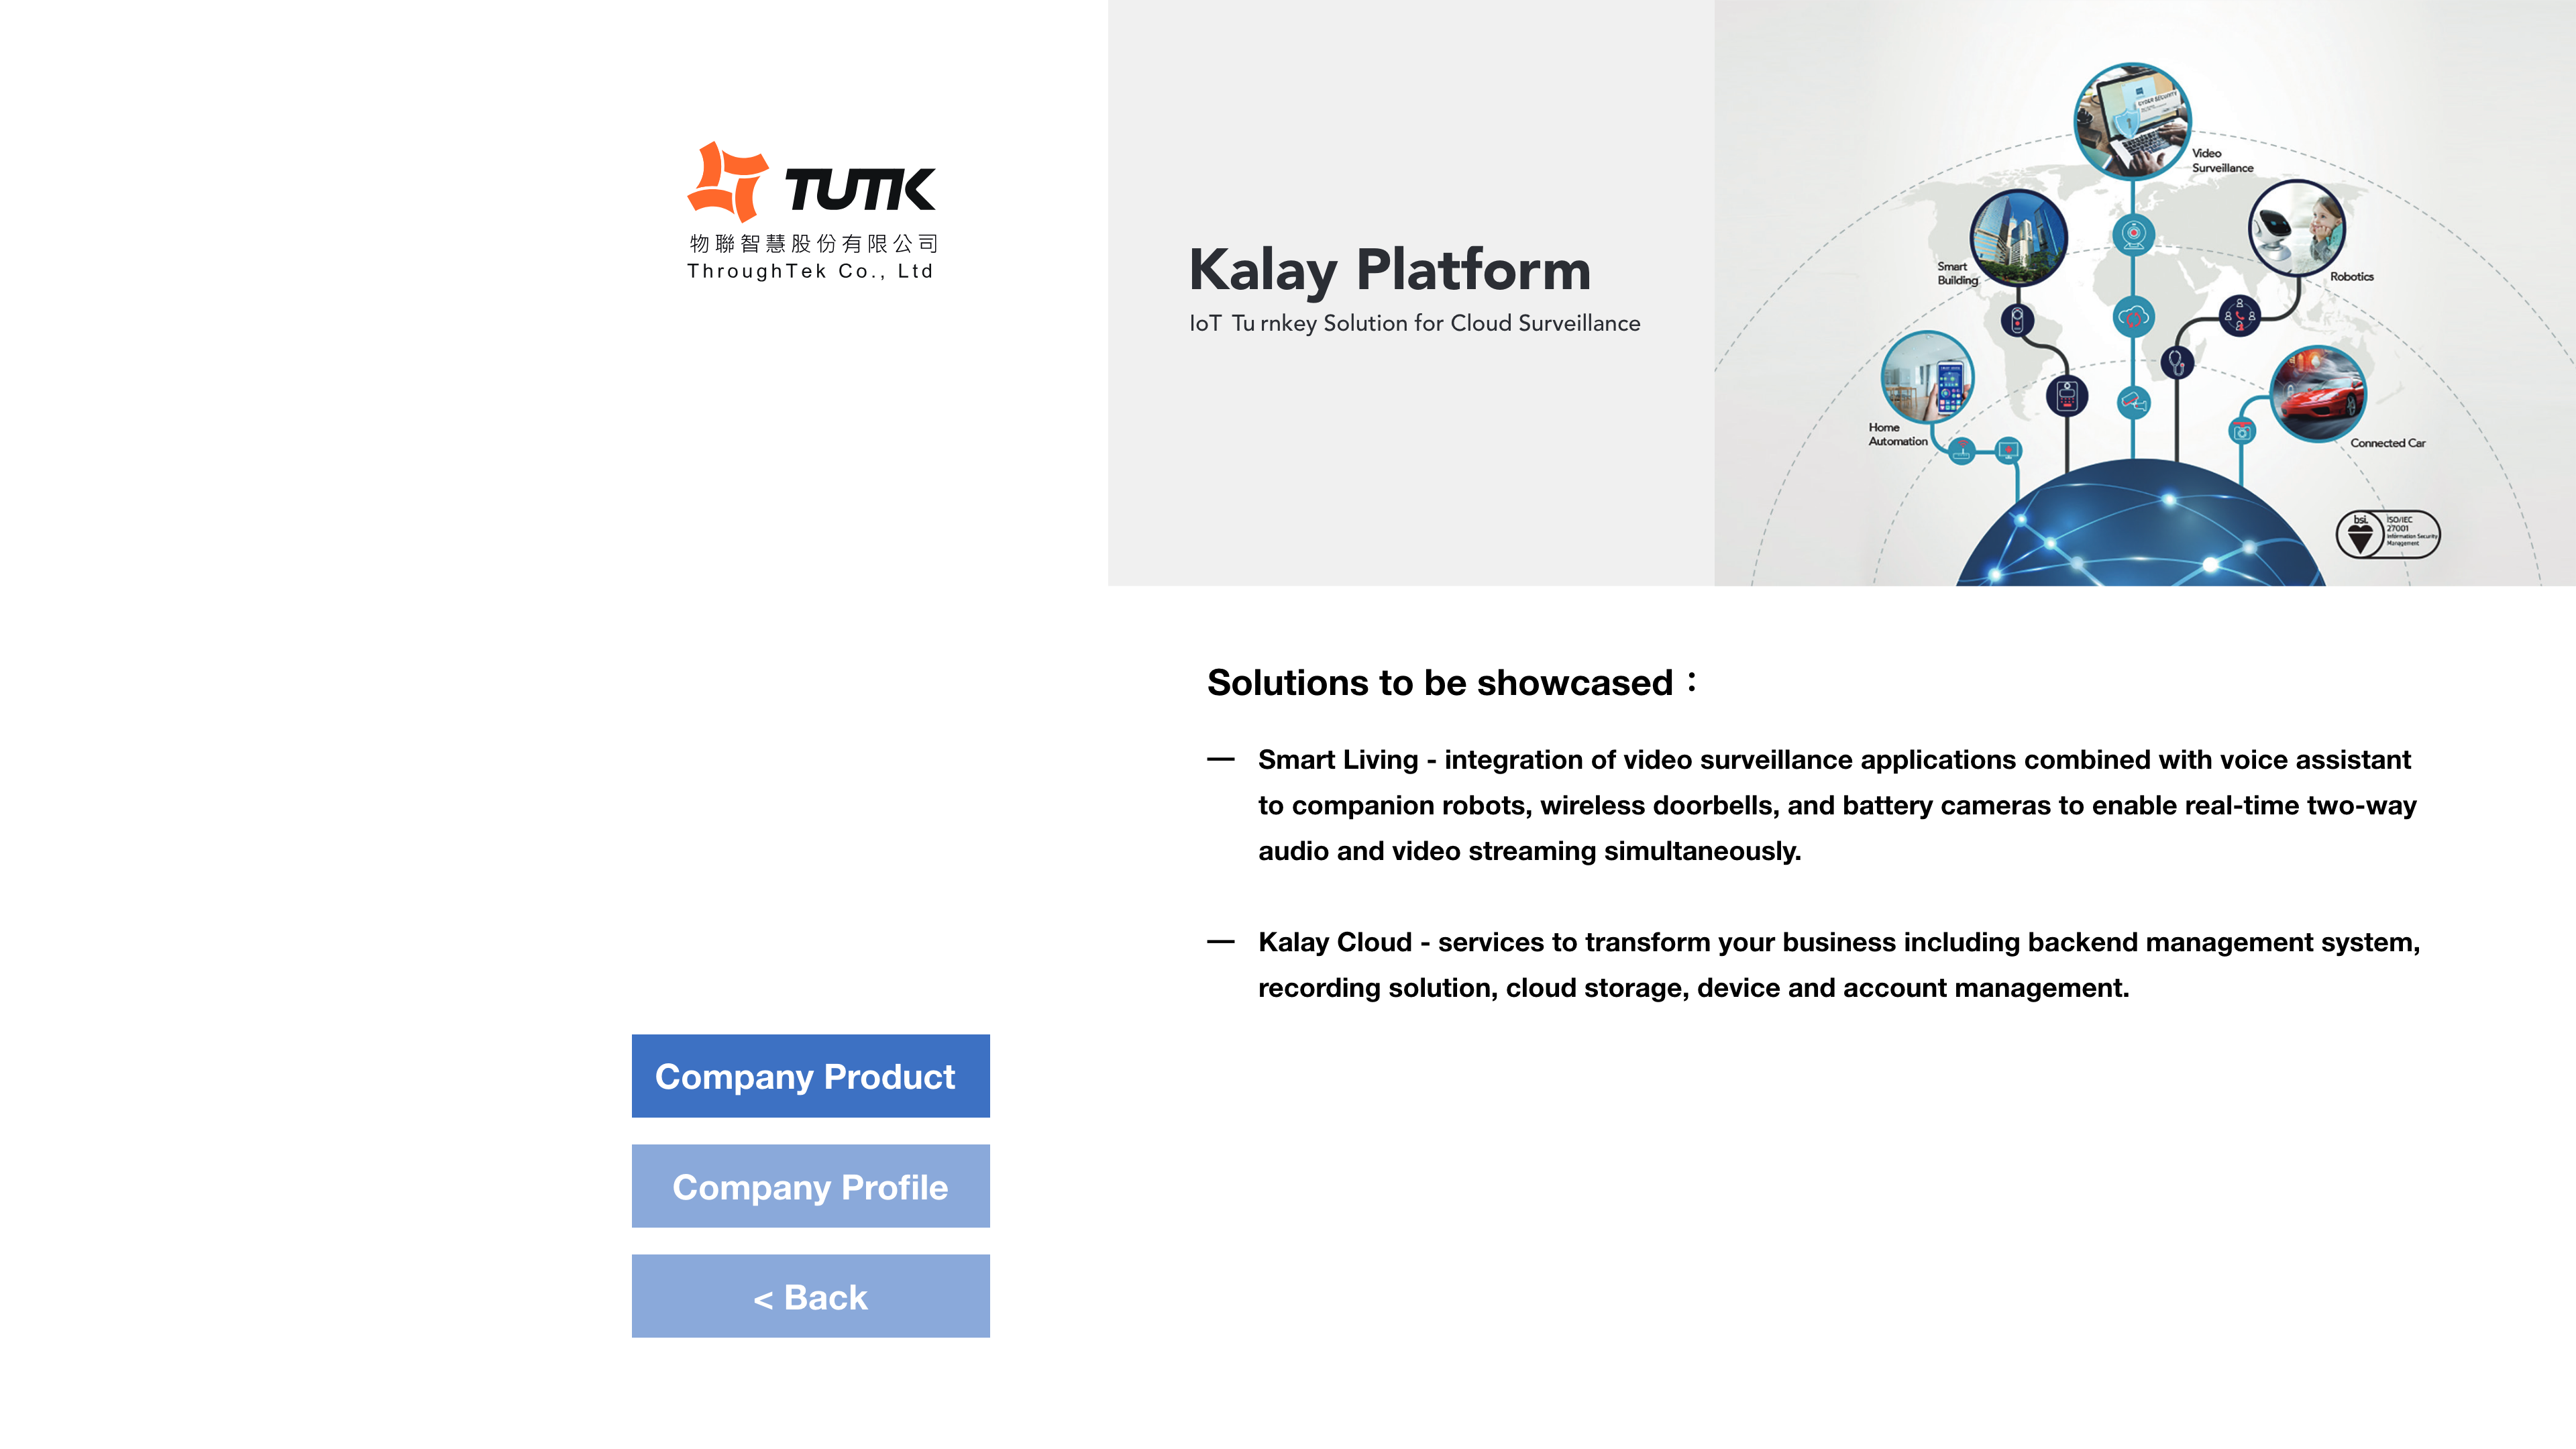 TUTK
物聯智慧股份有限公司
ThroughTek Co., Ltd
Kalay Platform
IoT Turnkey Solution for Cloud Surveillance
CYBER SECURITY
Video
Surveillance
Smart
Building
Robotics
Home
Automation
Connected Car
bsi.
ISO/IEC
27001
Information Security
Management
Solutions to be showcased：
— Smart Living - integration of video surveillance applications combined with voice assistant
to companion robots, wireless doorbells, and battery cameras to enable real-time two-way
audio and video streaming simultaneously.
— Kalay Cloud - services to transform your business including backend management system,
recording solution, cloud storage, device and account management.
Company Product
Company Profile
< Back